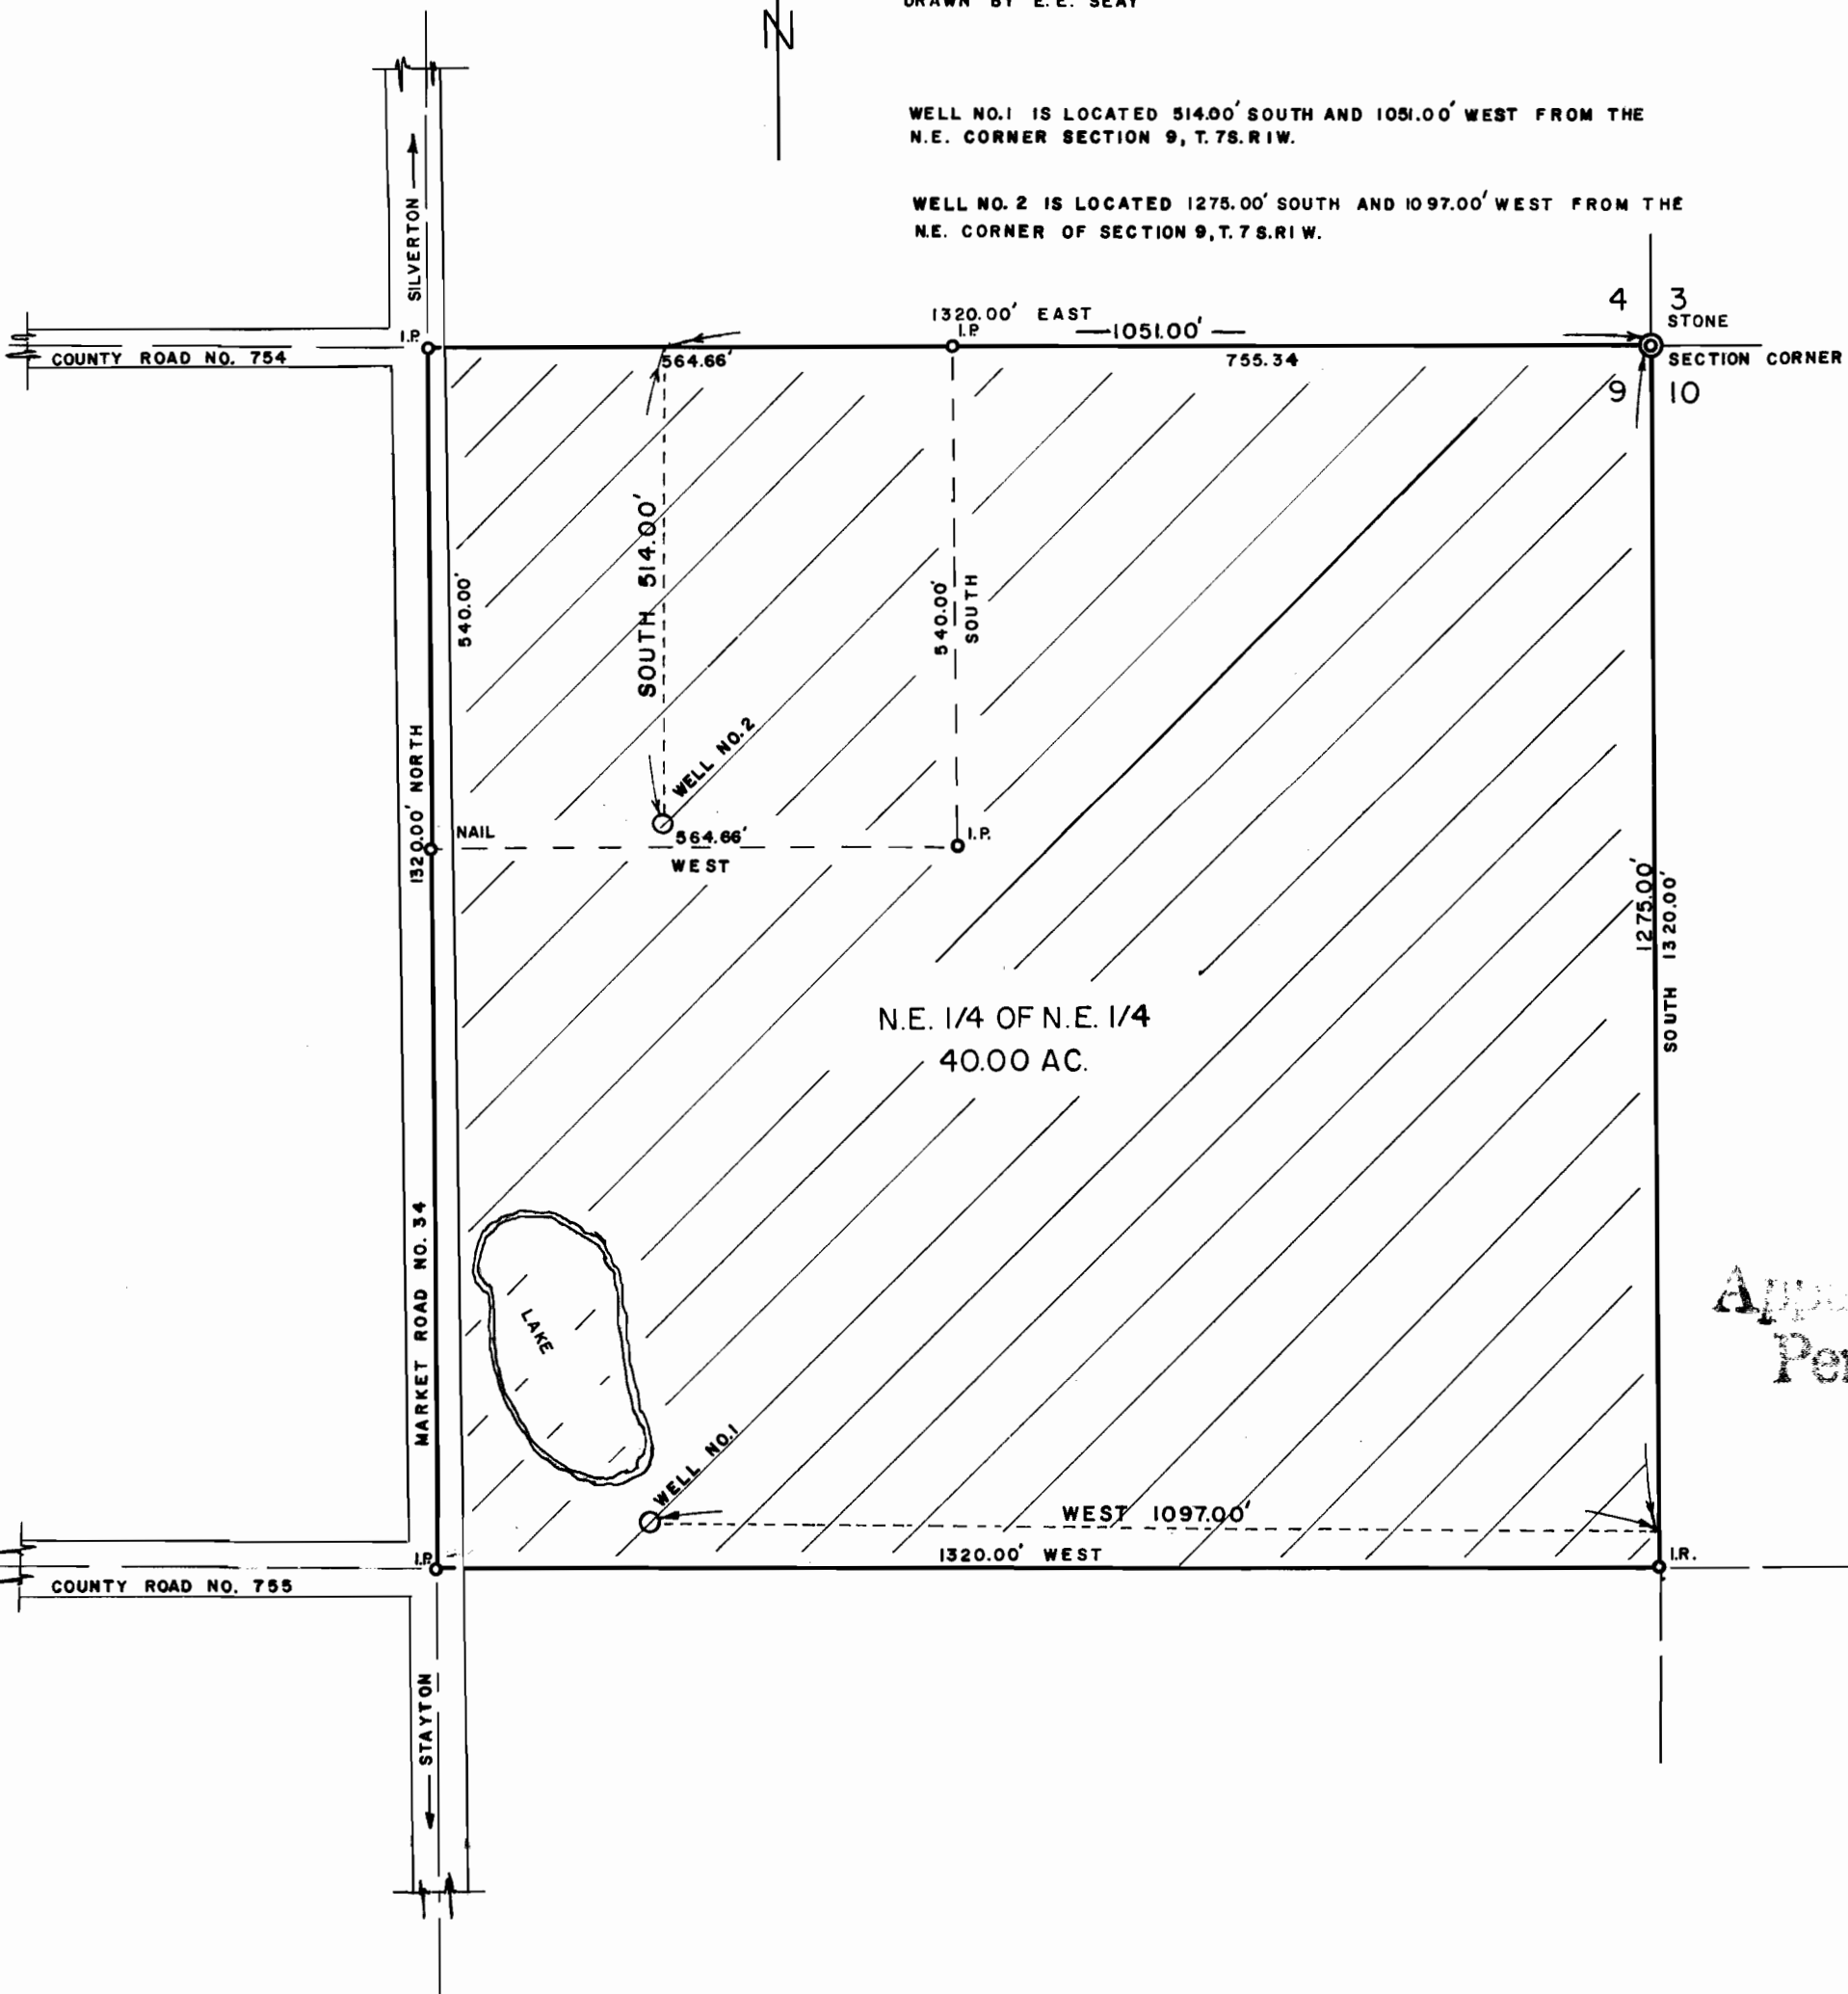 DRAWN BY E.E. SEAY
N
WELL NO.1 IS LOCATED 514.00' SOUTH AND 1051.00' WEST FROM THE
N.E. CORNER SECTION 9, T. 7S. R 1W.
WELL NO. 2 IS LOCATED 1275.00' SOUTH AND 1097.00' WEST FROM THE
N.E. CORNER OF SECTION 9, T. 7 S. R1 W.
SILVERTON
4 3
STONE
1320.00' EAST
I.P. 1051.00'
I.P.
COUNTY ROAD NO. 754
564.66'
755.34
SECTION CORNER
9 10
SOUTH 514.00'
540.00'
540.00'
SOUTH
WELL NO.2
1320.00' NORTH
NAIL
564.66'
WEST
I.P.
1275.00'
SOUTH 1320.00'
N.E. 1/4 OF N.E. 1/4
40.00 AC.
MARKET ROAD NO. 34
LAKE
WELL NO.1
WEST 1097.00'
1320.00' WEST
I.P.
I.R.
COUNTY ROAD NO. 755
STAYTON